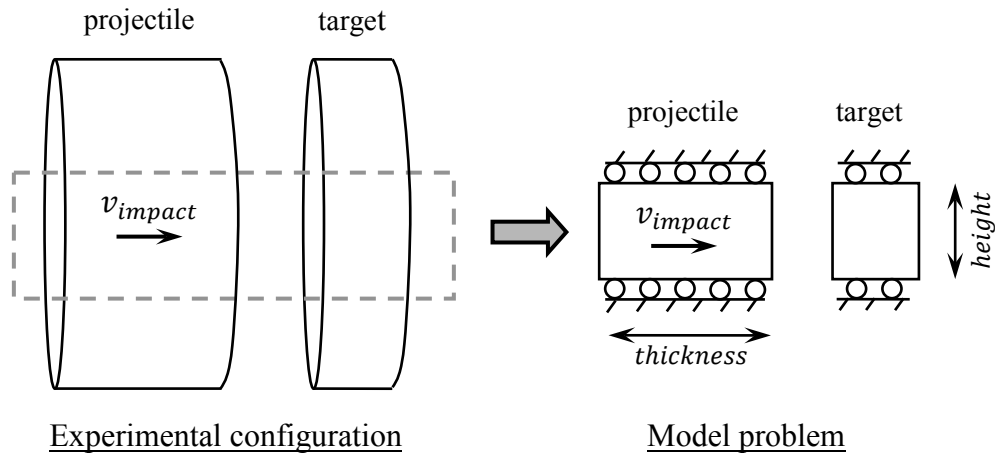 projectile
target
v_impact
Experimental configuration
projectile
target
v_impact
height
thickness
Model problem